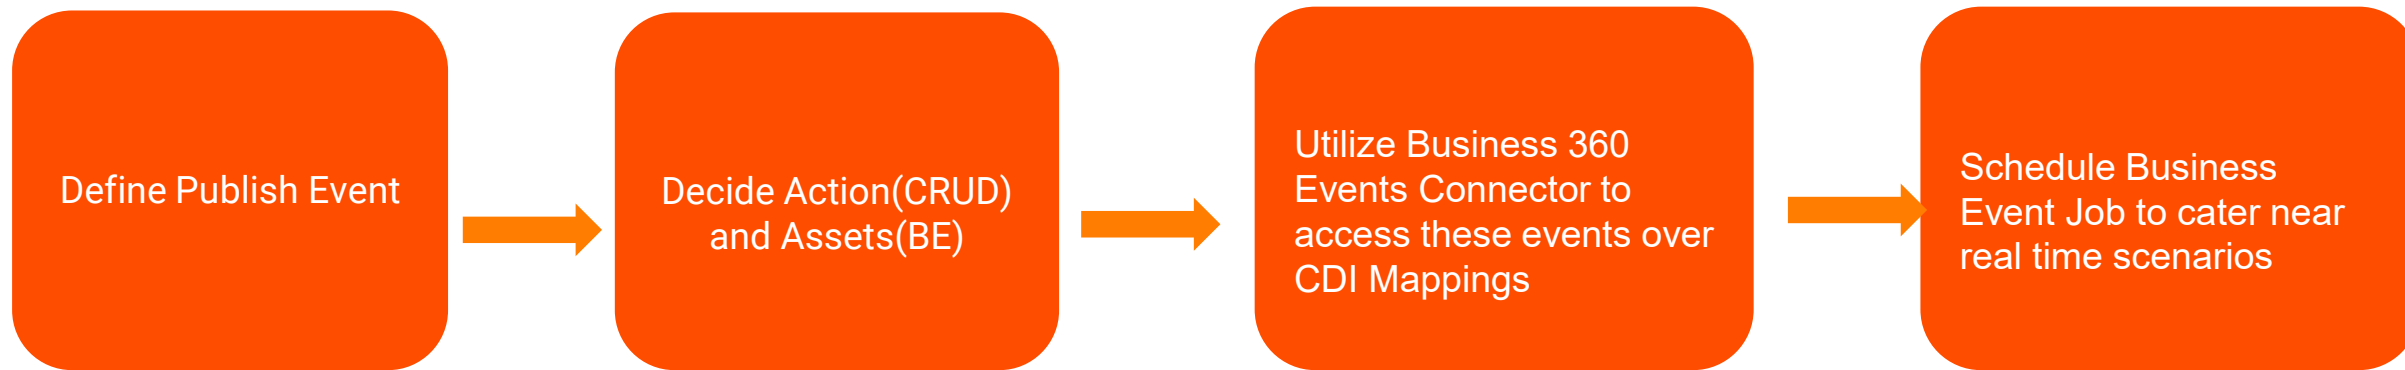 Define Publish Event
Decide Action(CRUD)
and Assets(BE)
Utilize Business 360
Events Connector to
access these events over
CDI Mappings
Schedule Business
Event Job to cater near
real time scenarios